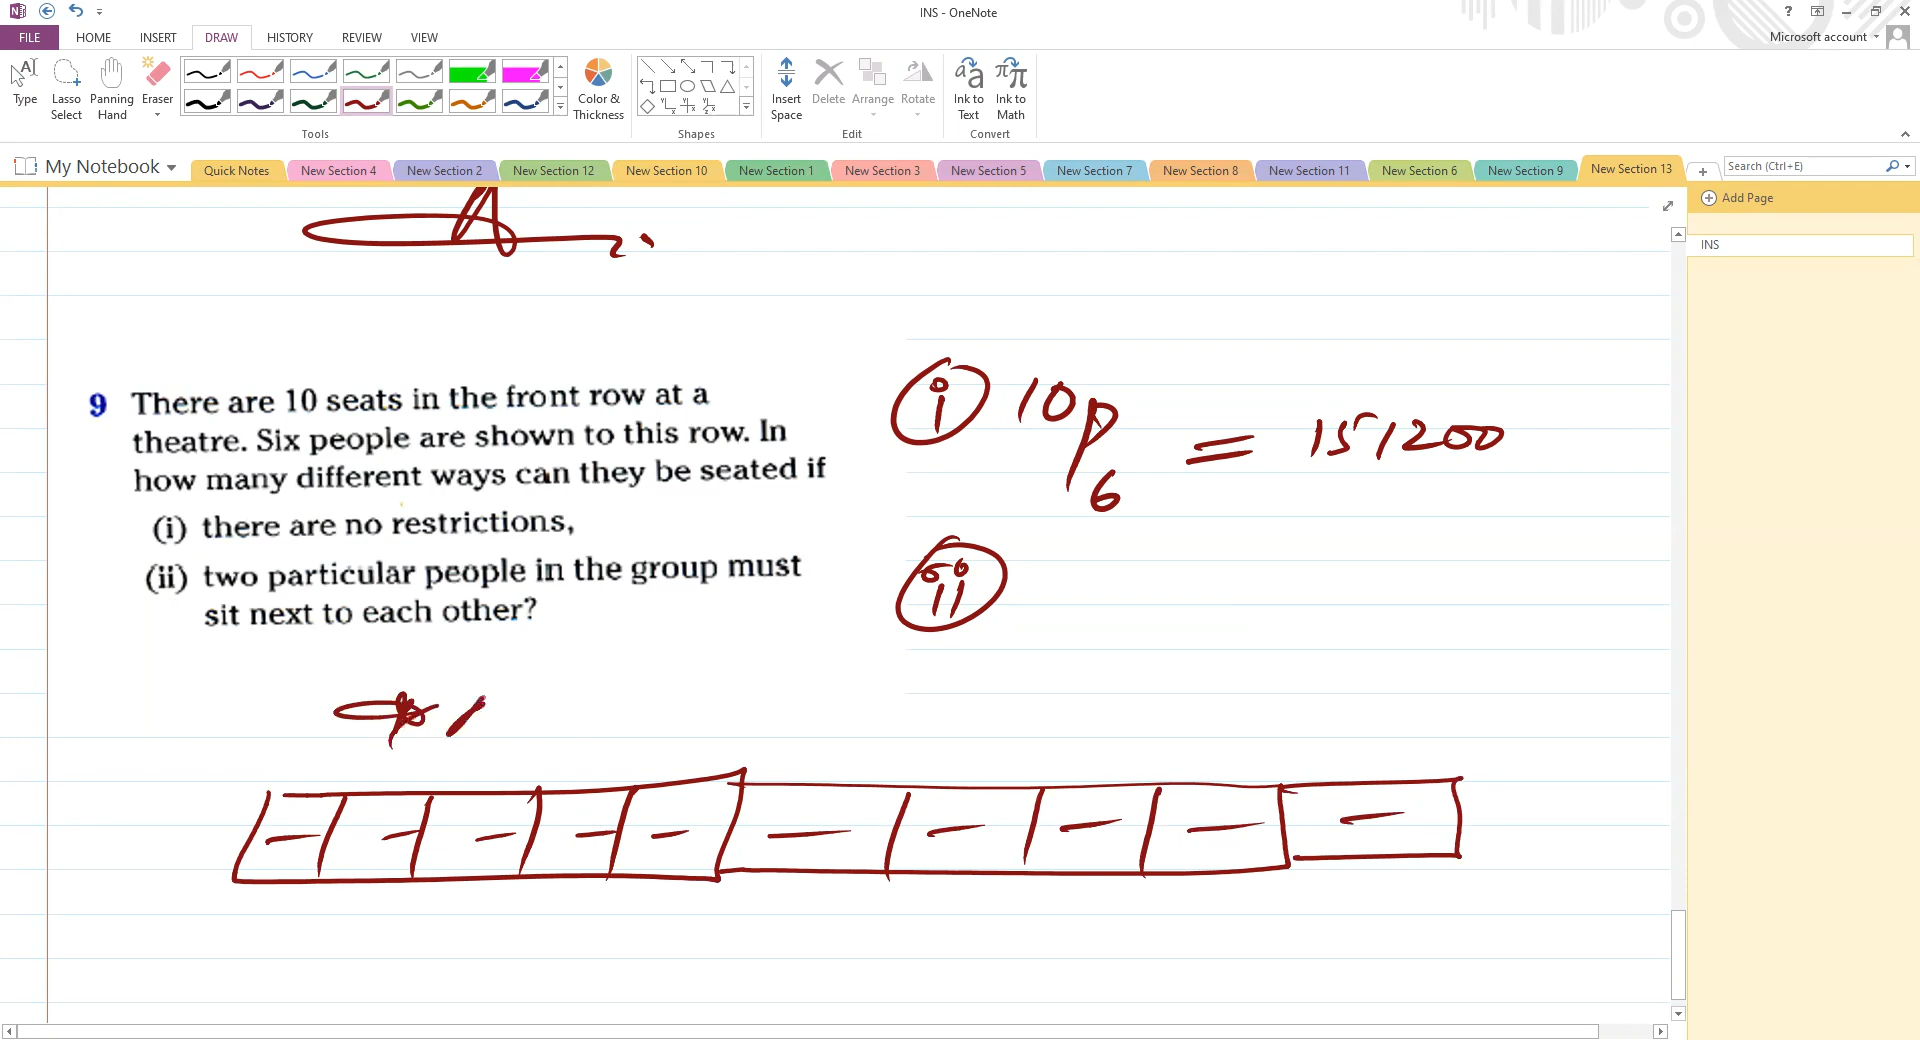 INS - OneNote
FILE HOME INSERT DRAW HISTORY REVIEW VIEW
Microsoft account
Type
Lasso Select
Panning Hand
Eraser
Color & Thickness
Insert Space
Delete
Arrange
Rotate
Ink to Text
Ink to Math
Tools
Shapes
Edit
Convert
My Notebook
Quick Notes
New Section 4
New Section 2
New Section 12
New Section 10
New Section 1
New Section 3
New Section 5
New Section 7
New Section 8
New Section 11
New Section 6
New Section 9
New Section 13
Search (Ctrl+E)
Add Page
INS
9 There are 10 seats in the front row at a
theatre. Six people are shown to this row. In
how many different ways can they be seated if
(i) there are no restrictions,
(ii) two particular people in the group must
sit next to each other?
i 10P6 = 151200
ii